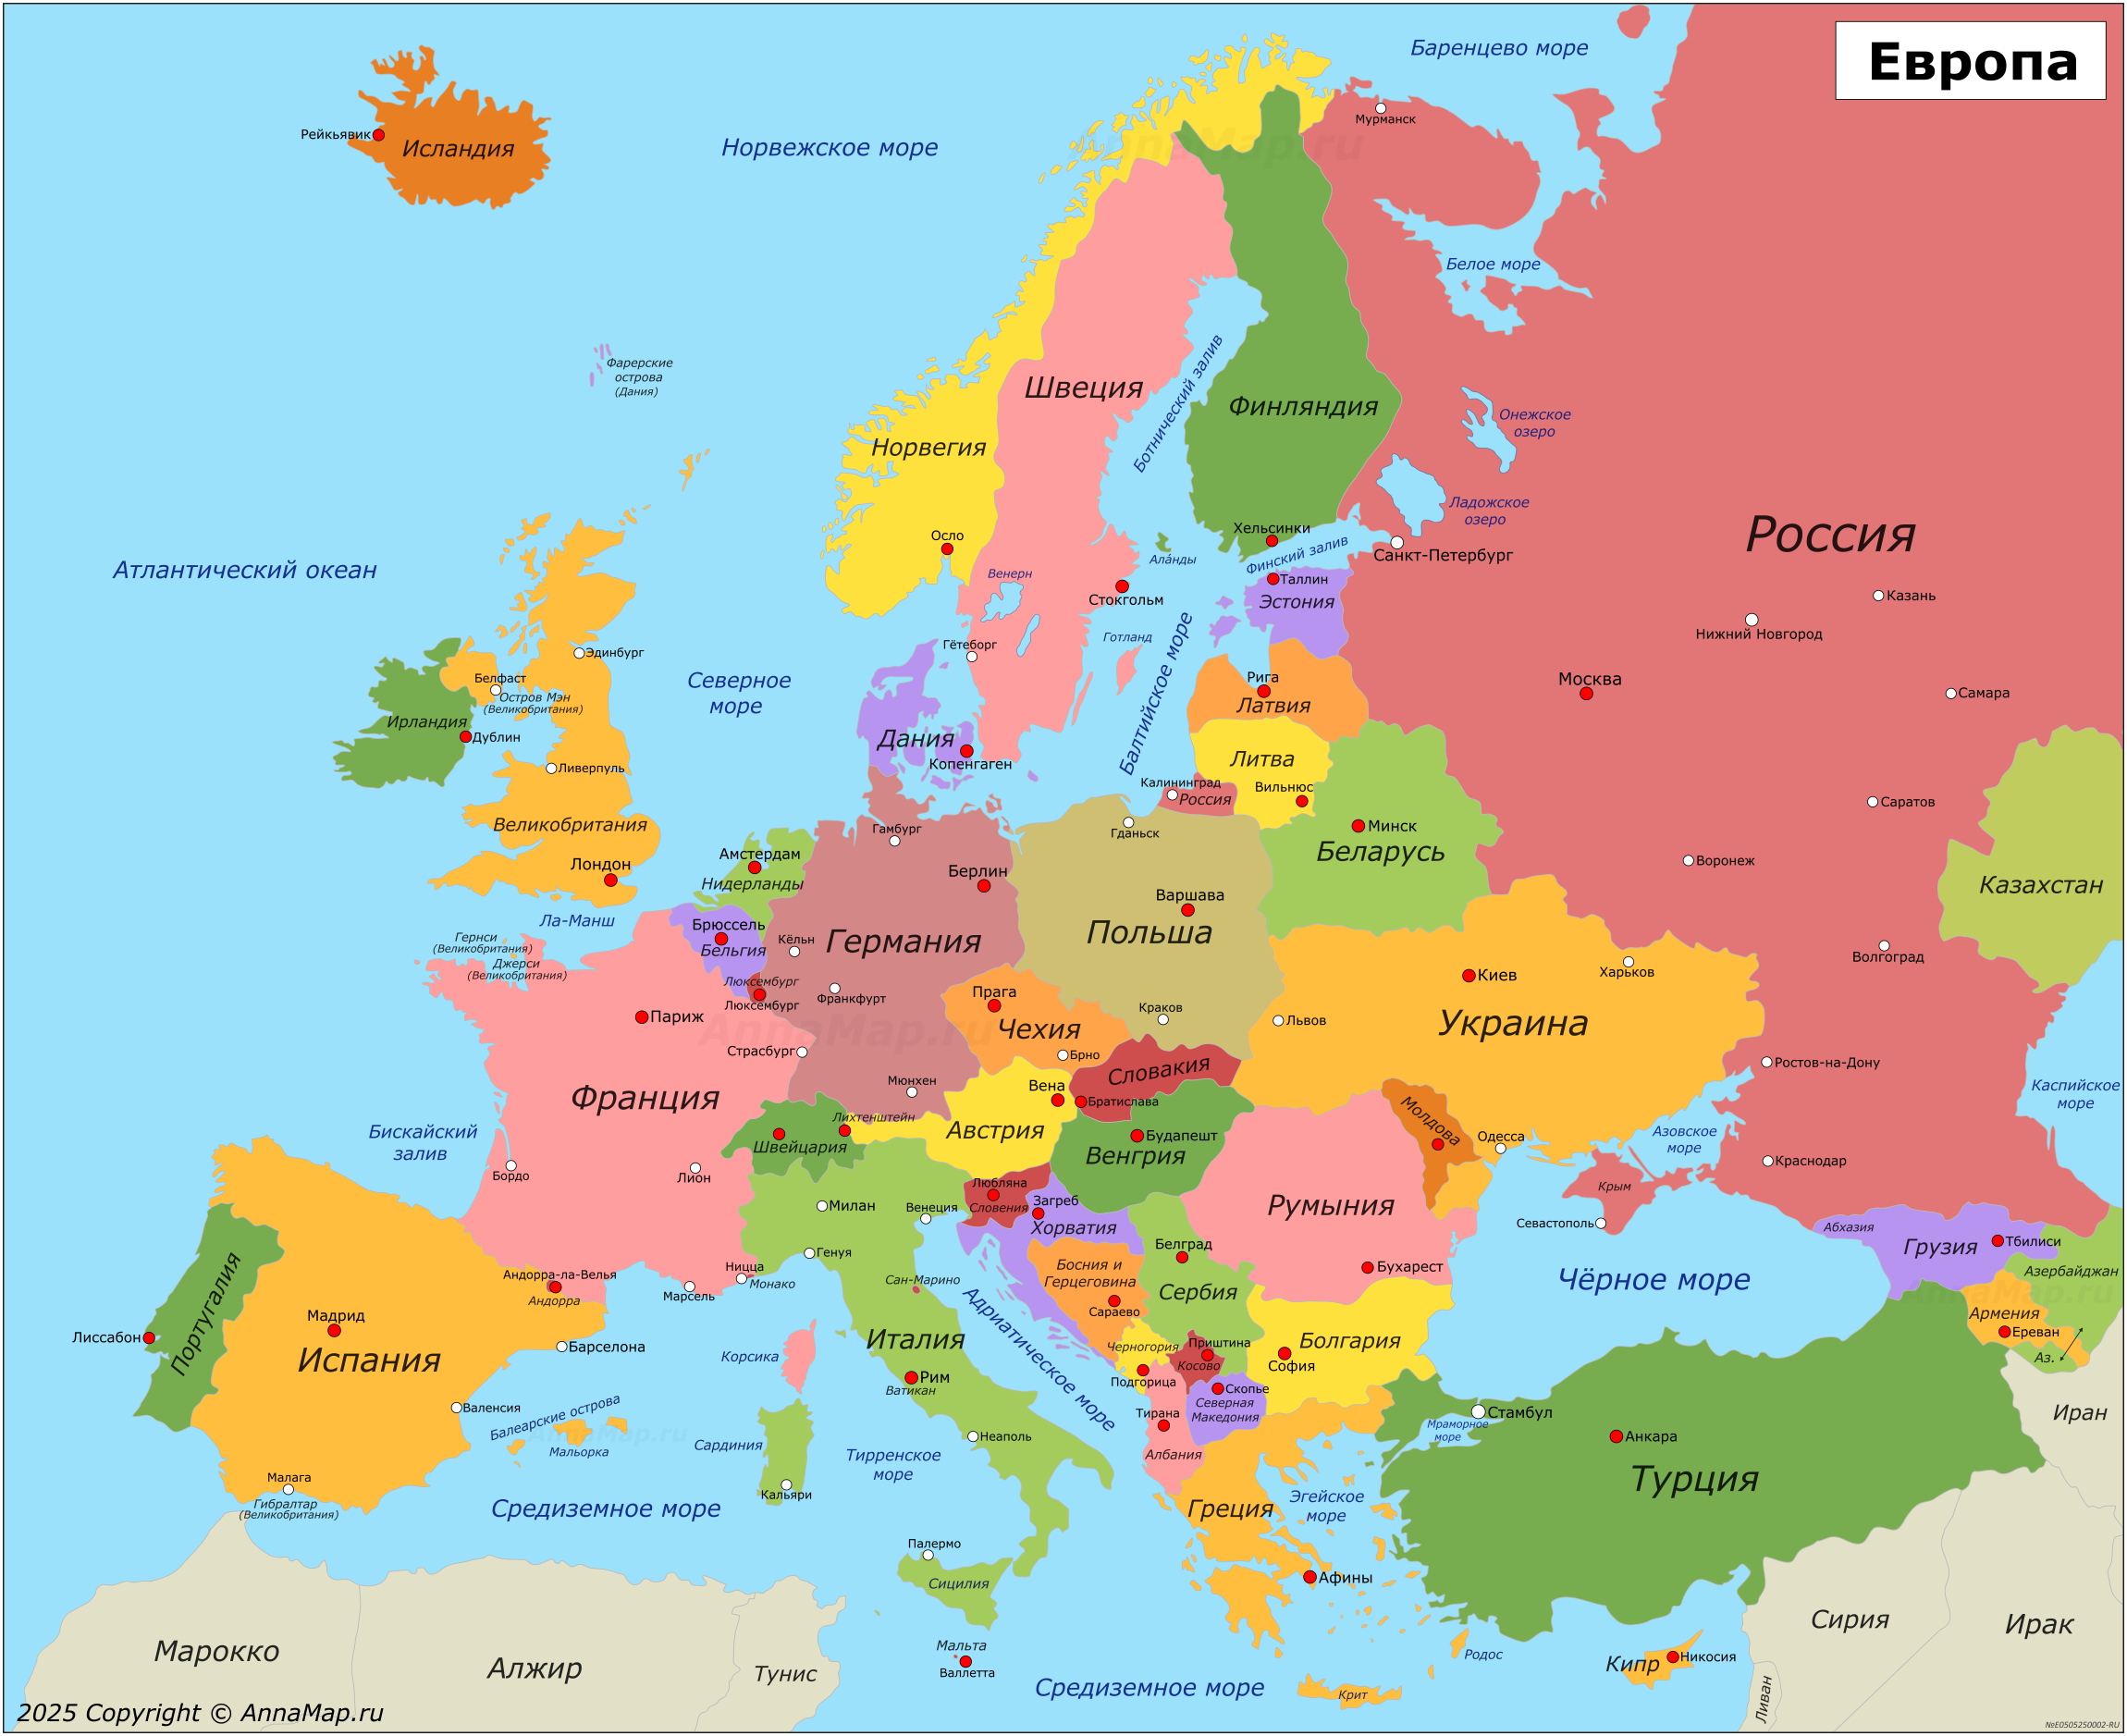 Европа
Баренцево море
Мурманск
Рейкьявик
Исландия
Норвежское море
AnnaMap.ru
Белое море
Фарерские
острова
(Дания)
Швеция
Ботнический залив
Финляндия
Норвегия
Онежское
озеро
Ладожское
озеро
Россия
Атлантический океан
Осло
Хельсинки
Финский залив
Санкт-Петербург
Венерн
Ала́нды
Таллин
Эстония
Стокгольм
Казань
Нижний Новгород
Готланд
Гётеборг
Балтийское море
Эдинбург
Белфаст
Остров Мэн
(Великобритания)
Северное
море
Рига
Латвия
Москва
Самара
Ирландия
Дублин
Дания
Копенгаген
Литва
Ливерпуль
Калининград
Россия
Вильнюс
Саратов
Великобритания
Гамбург
Гданьск
Минск
Беларусь
Лондон
Амстердам
Нидерланды
Берлин
Варшава
Воронеж
Казахстан
Ла-Манш
Брюссель
Бельгия
Кёльн
Германия
Польша
Гернси
(Великобритания)
Джерси
(Великобритания)
Волгоград
Киев
Харьков
Люксембург
Люксембург
Франкфурт
Прага
Чехия
Краков
Львов
Украина
Париж
AnnaMap.ru
Страсбург
Брно
Словакия
Ростов-на-Дону
Каспийское
море
Франция
Мюнхен
Вена
Братислава
Молдова
Лихтенштейн
Швейцария
Австрия
Будапешт
Венгрия
Одесса
Азовское
море
Бискайский
залив
Бордо
Лион
Краснодар
Крым
Севастополь
Милан
Венеция
Любляна
Словения
Загреб
Хорватия
Румыния
Абхазия
Грузия
Тбилиси
Азербайджан
Генуя
Ницца
Монако
Марсель
Сан-Марино
Босния и
Герцеговина
Сараево
Белград
Сербия
Бухарест
Чёрное море
AnnaMap.ru
Армения
Ереван
Аз.
Андорра-ла-Велья
Андорра
Португалия
Лиссабон
Мадрид
Испания
Барселона
Корсика
Италия
Адриатическое море
Черногория
Подгорица
Приштина
Косово
София
Болгария
Рим
Ватикан
Скопье
Северная
Македония
Тирана
Албания
Валенсия
Балеарские острова
AnnaMap.ru
Мальорка
Сардиния
Кальяри
Неаполь
Тирренское
море
Стамбул
Мраморное
море
Анкара
Турция
Иран
Малага
Гибралтар
(Великобритания)
Средиземное море
Греция
Эгейское
море
Палермо
Сицилия
Афины
Мальта
Валлетта
Марокко
Алжир
Тунис
Средиземное море
Крит
Родос
Кипр
Никосия
Сирия
Ирак
Ливан
2025 Copyright © AnnaMap.ru
№E0505250002-RU